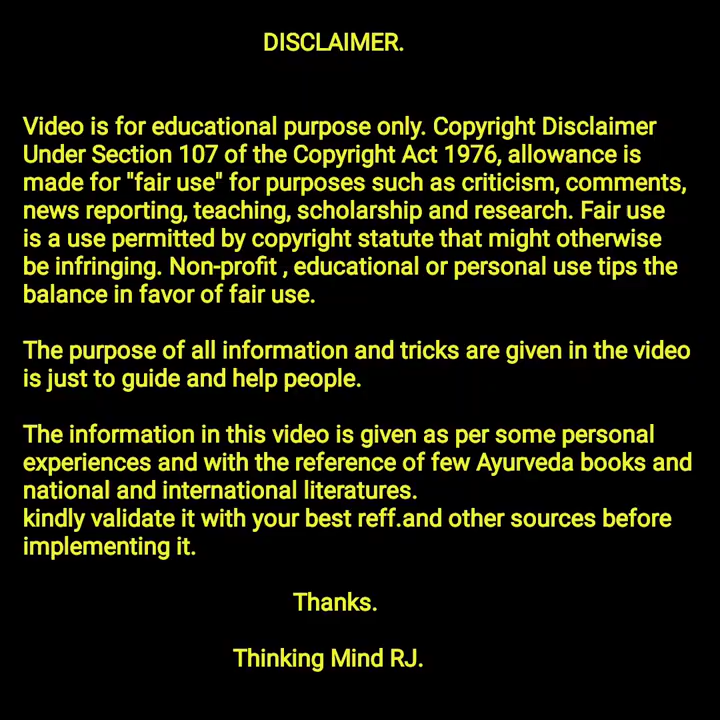 DISCLAIMER.
Video is for educational purpose only. Copyright Disclaimer
Under Section 107 of the Copyright Act 1976, allowance is
made for "fair use" for purposes such as criticism, comments,
news reporting, teaching, scholarship and research. Fair use
is a use permitted by copyright statute that might otherwise
be infringing. Non-profit , educational or personal use tips the
balance in favor of fair use.
The purpose of all information and tricks are given in the video
is just to guide and help people.
The information in this video is given as per some personal
experiences and with the reference of few Ayurveda books and
national and international literatures.
kindly validate it with your best reff.and other sources before
implementing it.
Thanks.
Thinking Mind RJ.